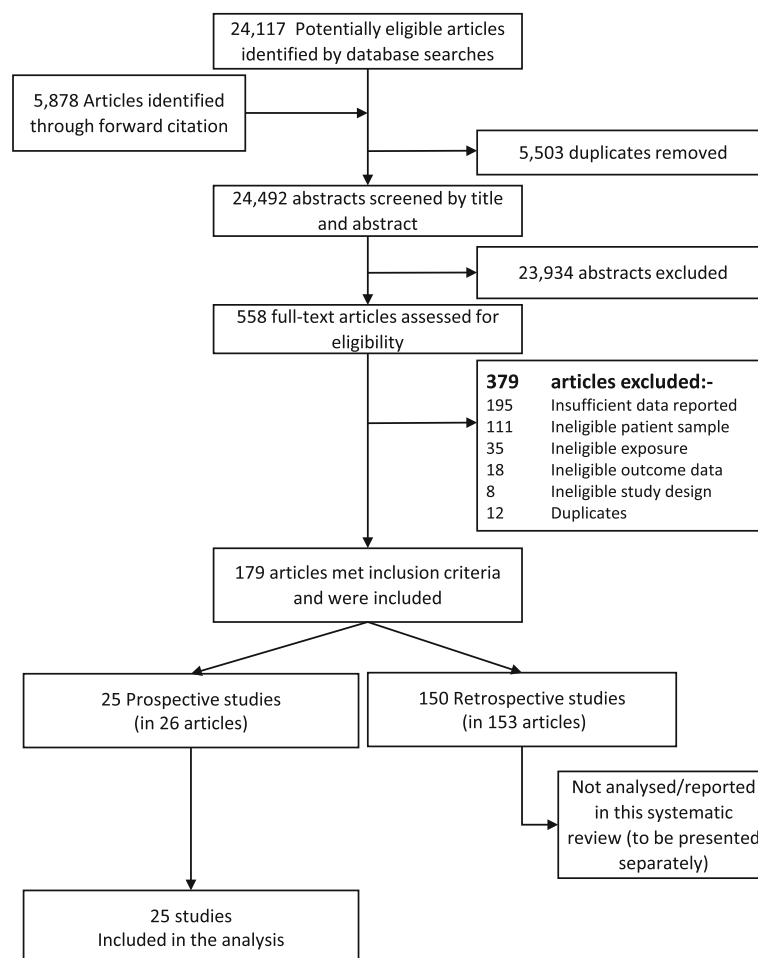 24,117  Potentially eligible articles
identified by database searches
5,878 Articles identified
through forward citation
5,503 duplicates removed
24,492 abstracts screened by title
and abstract
23,934 abstracts excluded
558 full-text articles assessed for
eligibility
379 articles excluded:-
195 Insufficient data reported
111 Ineligible patient sample
35 Ineligible exposure
18 Ineligible outcome data
8 Ineligible study design
12 Duplicates
179 articles met inclusion criteria
and were included
25 Prospective studies
(in 26 articles)
150 Retrospective studies
(in 153 articles)
Not analysed/reported
in this systematic
review (to be presented
separately)
25 studies
Included in the analysis